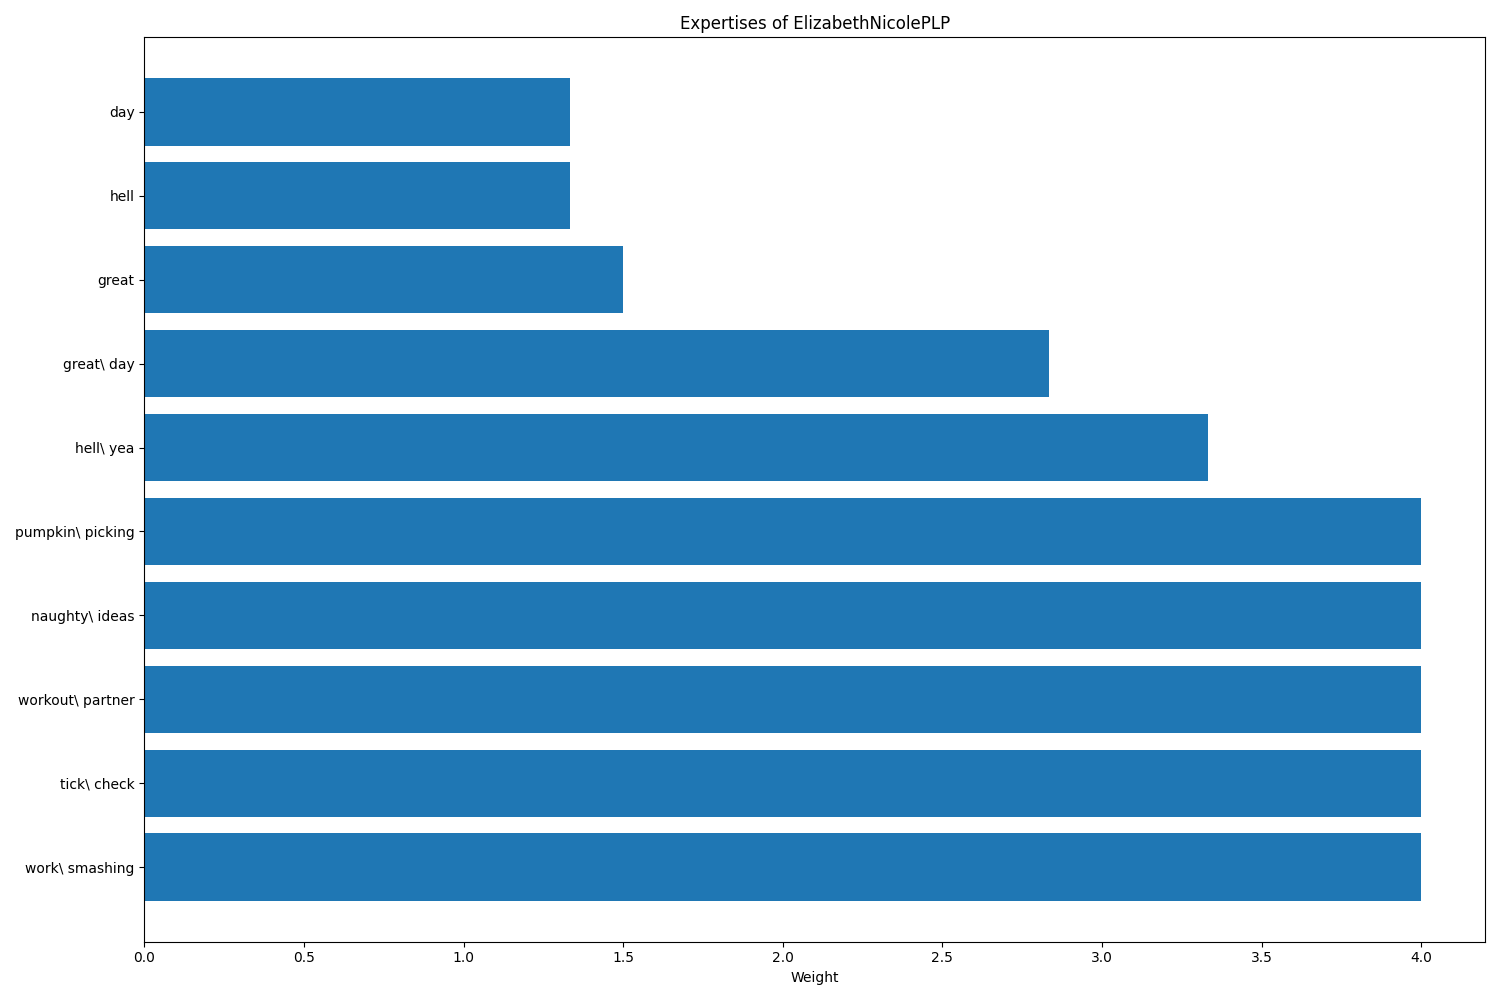 Expertises of ElizabethNicolePLP
day
hell
great
great\ day
hell\ yea
pumpkin\ picking
naughty\ ideas
workout\ partner
tick\ check
work\ smashing
0.0 0.5 1.0 1.5 2.0 2.5 3.0 3.5 4.0
Weight